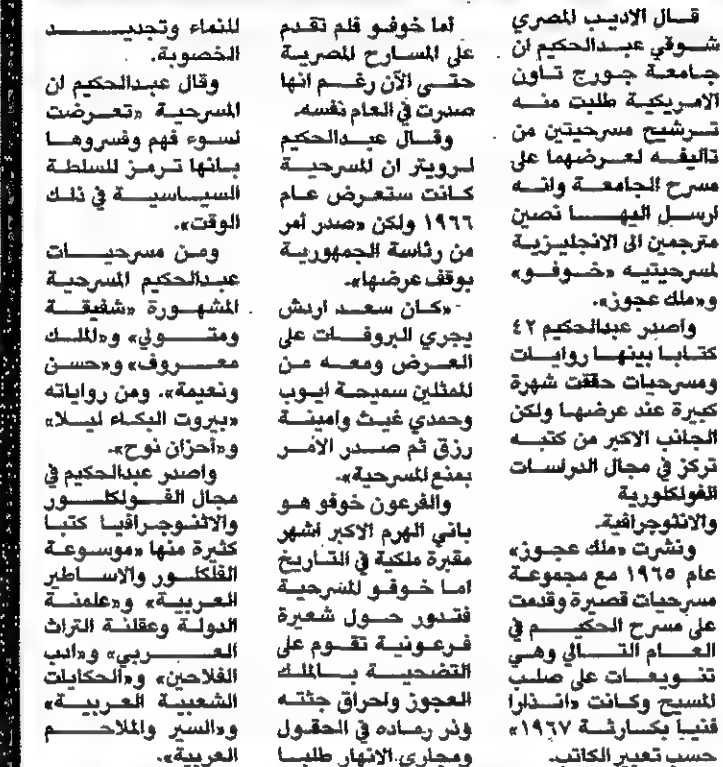 قال الاديب المصري
شوقي عبدالحكيم ان
جامعة جورج تاون
الامريكية طلبت منه
ترشيح مسرحيتين من
تأليفه لعرضهما على
مسرح الجامعة وانه
ارسل اليها نصين
مترجمين الى الانجليزية
لمسرحيتيه «خوفو»
و«ملك عجوز».
واصدر عبدالحكيم ٤٢
كتابا بينها روايات
ومسرحيات حققت شهرة
كبيرة عند عرضها ولكن
الجانب الاكبر من كتبه
تركز في مجال الدراسات
الفولكلورية
والاثنوجرافية.
ونشرت «ملك عجوز»
عام ١٩٦٥ مع مجموعة
مسرحيات قصيرة وقدمت
على مسرح الحكيم في
العام التالي وهي
تنويعات على صلب
المسيح وكانت «انذارا
فنيا بكارثة ١٩٦٧»
حسب تعبير الكاتب.
أما خوفو فلم تقدم
على المسارح المصرية
حتى الآن رغم انها
صدرت في العام نفسه.
وقال عبدالحكيم
لرويتر ان المسرحية
كانت ستعرض عام
١٩٦٦ ولكن «صدر أمر
من رئاسة الجمهورية
بوقف عرضها».
«كان سعد اردش
يجري البروفات على
العرض ومعه من
الممثلين سميحة ايوب
وحمدي غيث وامينة
رزق ثم صدر الأمر
بمنع المسرحية».
والفرعون خوفو هو
باني الهرم الاكبر أشهر
مقبرة ملكية في التاريخ
اما خوفو المسرحية
فتدور حول شعيرة
فرعونية تقوم على
التضحية بالملك
العجوز واحراق جثته
وذر رماده في الحقول
ومجاري الانهار طلبا
للنماء وتجديد
الخصوبة.
وقال عبدالحكيم ان
المسرحية «تعرضت
لسوء فهم وفسروها
بانها ترمز للسلطة
السياسية في ذلك
الوقت».
ومن مسرحيات
عبدالحكيم المسرحية
المشهورة «شفيقة
ومتولي» و«الملك
معروف» و«حسن
ونعيمة». ومن رواياته
«بيروت البكاء ليلا»
و«أحزان نوح».
واصدر عبدالحكيم في
مجال الفولكلور
والاثنوجرافيا كتبا
كثيرة منها «موسوعة
الفلكلور والاساطير
العربية» و«علمنة
الدولة وعقلنة التراث
العربي» و«ادب
الفلاحين» و«الحكايات
الشعبية العربية»
و«السير والملاحم
العربية».